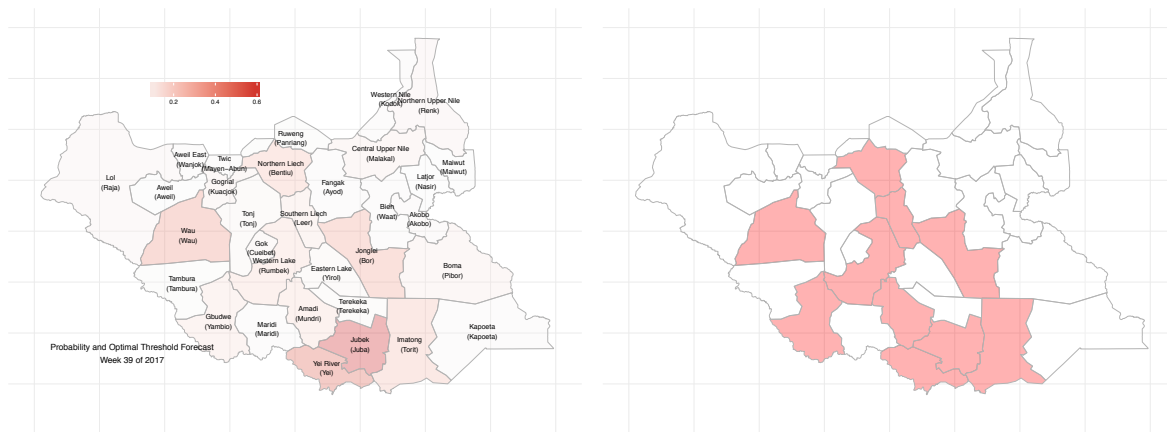 0.2 0.4 0.6
Western Nile
(Kodok)
Northern Upper Nile
(Renk)
Ruweng
(Panriang)
Aweil East
(Wanjok)
Twic
(Mayen−Abun)
Northern Liech
(Bentiu)
Central Upper Nile
(Malakal)
Maiwut
(Maiwut)
Lol
(Raja)
Aweil
(Aweil)
Gogrial
(Kuacjok)
Fangak
(Ayod)
Latjor
(Nasir)
Tonj
(Tonj)
Southern Liech
(Leer)
Bieh
(Waat)
Akobo
(Akobo)
Wau
(Wau)
Gok
(Cueibet)
Western Lake
(Rumbek)
Jonglei
(Bor)
Eastern Lake
(Yirol)
Boma
(Pibor)
Tambura
(Tambura)
Terekeka
(Terekeka)
Gbudwe
(Yambio)
Maridi
(Maridi)
Amadi
(Mundri)
Jubek
(Juba)
Imatong
(Torit)
Kapoeta
(Kapoeta)
Yei River
(Yei)
Probability and Optimal Threshold Forecast
Week 39 of 2017